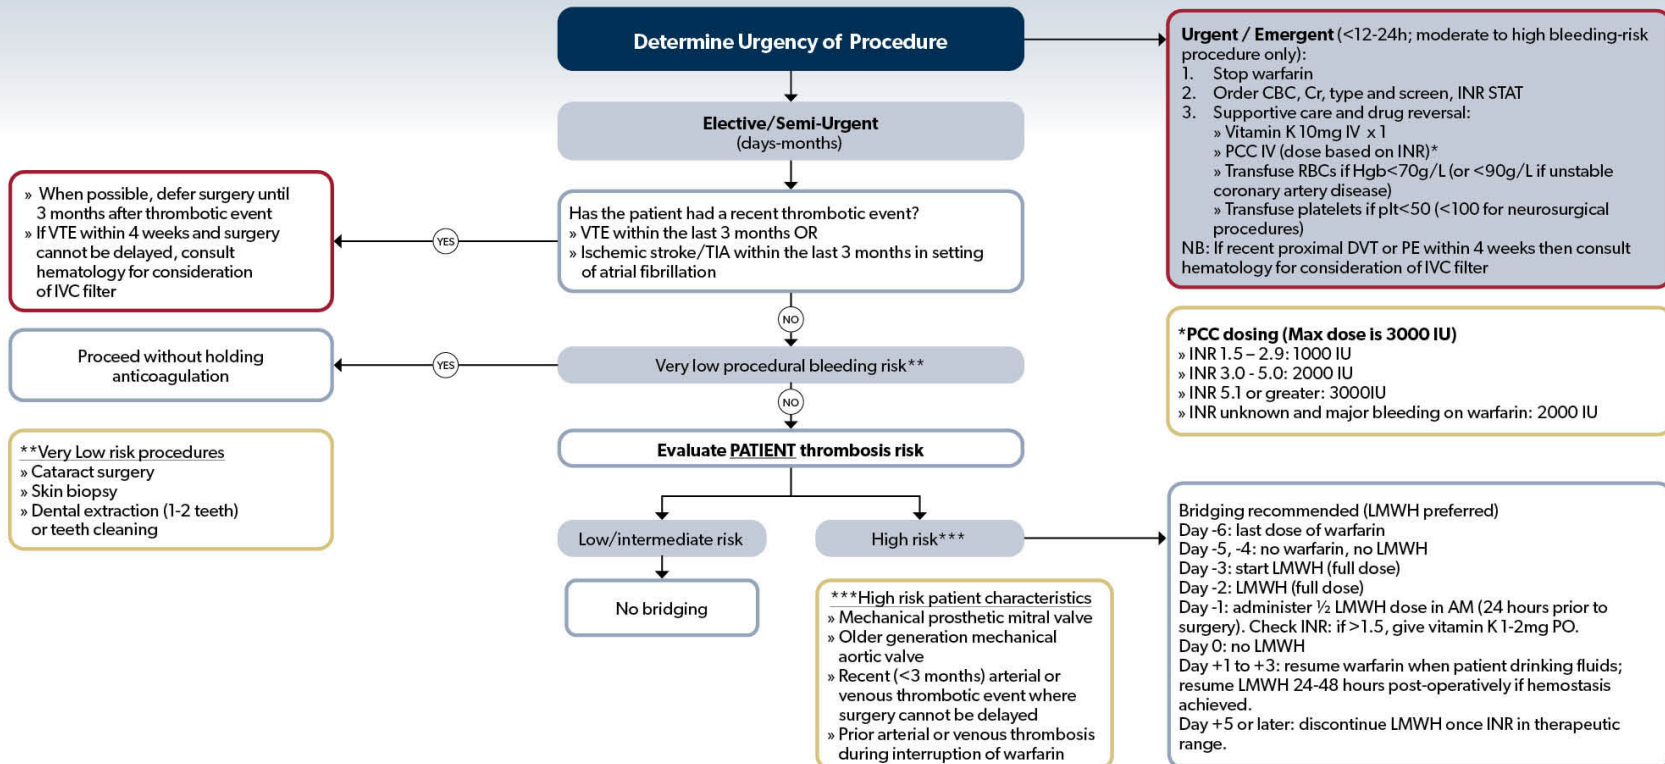 Determine Urgency of Procedure
Elective/Semi-Urgent
(days-months)
Urgent / Emergent (<12-24h; moderate to high bleeding-risk
procedure only):
1. Stop warfarin
2. Order CBC, Cr, type and screen, INR STAT
3. Supportive care and drug reversal:
» Vitamin K 10mg IV x 1
» PCC IV (dose based on INR)*
» Transfuse RBCs if Hgb<70g/L (or <90g/L if unstable
coronary artery disease)
» Transfuse platelets if plt<50 (<100 for neurosurgical
procedures)
NB: If recent proximal DVT or PE within 4 weeks then consult
hematology for consideration of IVC filter
Has the patient had a recent thrombotic event?
» VTE within the last 3 months OR
» Ischemic stroke/TIA within the last 3 months in setting
of atrial fibrillation
YES
» When possible, defer surgery until
3 months after thrombotic event
» If VTE within 4 weeks and surgery
cannot be delayed, consult
hematology for consideration
of IVC filter
NO
*PCC dosing (Max dose is 3000 IU)
» INR 1.5 – 2.9: 1000 IU
» INR 3.0 - 5.0: 2000 IU
» INR 5.1 or greater: 3000IU
» INR unknown and major bleeding on warfarin: 2000 IU
Very low procedural bleeding risk**
YES
Proceed without holding
anticoagulation
NO
**Very Low risk procedures
» Cataract surgery
» Skin biopsy
» Dental extraction (1-2 teeth)
or teeth cleaning
Evaluate PATIENT thrombosis risk
Low/intermediate risk
No bridging
High risk***
***High risk patient characteristics
» Mechanical prosthetic mitral valve
» Older generation mechanical
aortic valve
» Recent (<3 months) arterial or
venous thrombotic event where
surgery cannot be delayed
» Prior arterial or venous thrombosis
during interruption of warfarin
Bridging recommended (LMWH preferred)
Day -6: last dose of warfarin
Day -5, -4: no warfarin, no LMWH
Day -3: start LMWH (full dose)
Day -2: LMWH (full dose)
Day -1: administer ½ LMWH dose in AM (24 hours prior to
surgery). Check INR: if >1.5, give vitamin K 1-2mg PO.
Day 0: no LMWH
Day +1 to +3: resume warfarin when patient drinking fluids;
resume LMWH 24-48 hours post-operatively if hemostasis
achieved.
Day +5 or later: discontinue LMWH once INR in therapeutic
range.